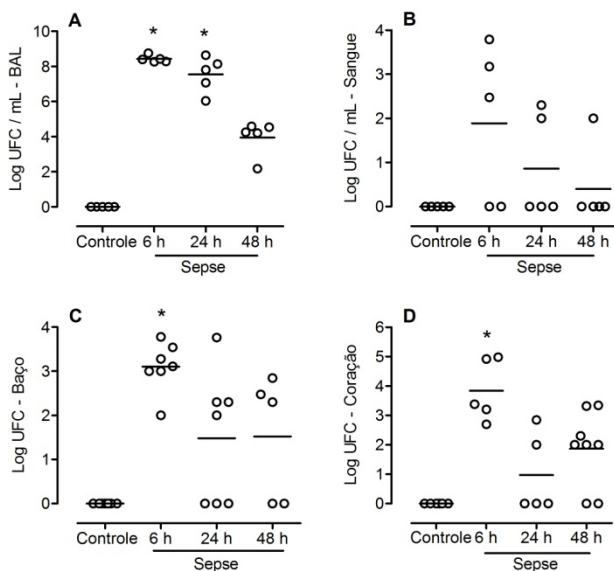 A
Log UFC / mL - BAL
10
8
6
4
2
0
*
*
Controle 6 h 24 h 48 h
Sepse
B
Log UFC / mL - Sangue
4
3
2
1
0
Controle 6 h 24 h 48 h
Sepse
C
Log UFC - Baço
4
3
2
1
0
*
Controle 6 h 24 h 48 h
Sepse
D
Log UFC - Coração
6
5
4
3
2
1
0
*
Controle 6 h 24 h 48 h
Sepse